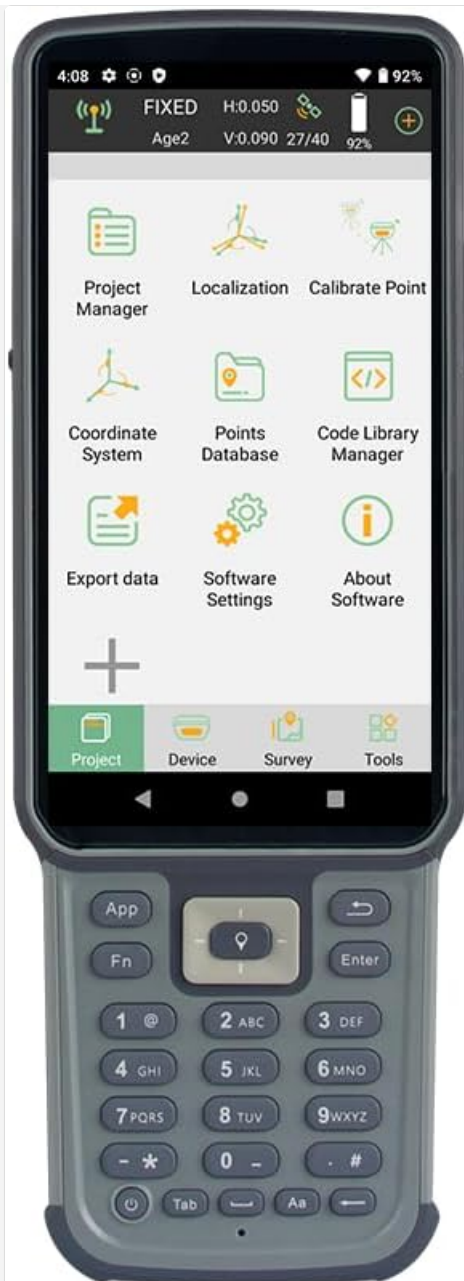 4:08 92%
FIXED H:0.050
Age2 V:0.090 27/40 92%
Project Manager
Localization
Calibrate Point
Coordinate System
Points Database
Code Library Manager
Export data
Software Settings
About Software
Project Device Survey Tools
App
Fn Enter
1 @ 2 ABC 3 DEF
4 GHI 5 JKL 6 MNO
7 PQRS 8 TUV 9 WXYZ
- * 0 _ . #
Tab Aa